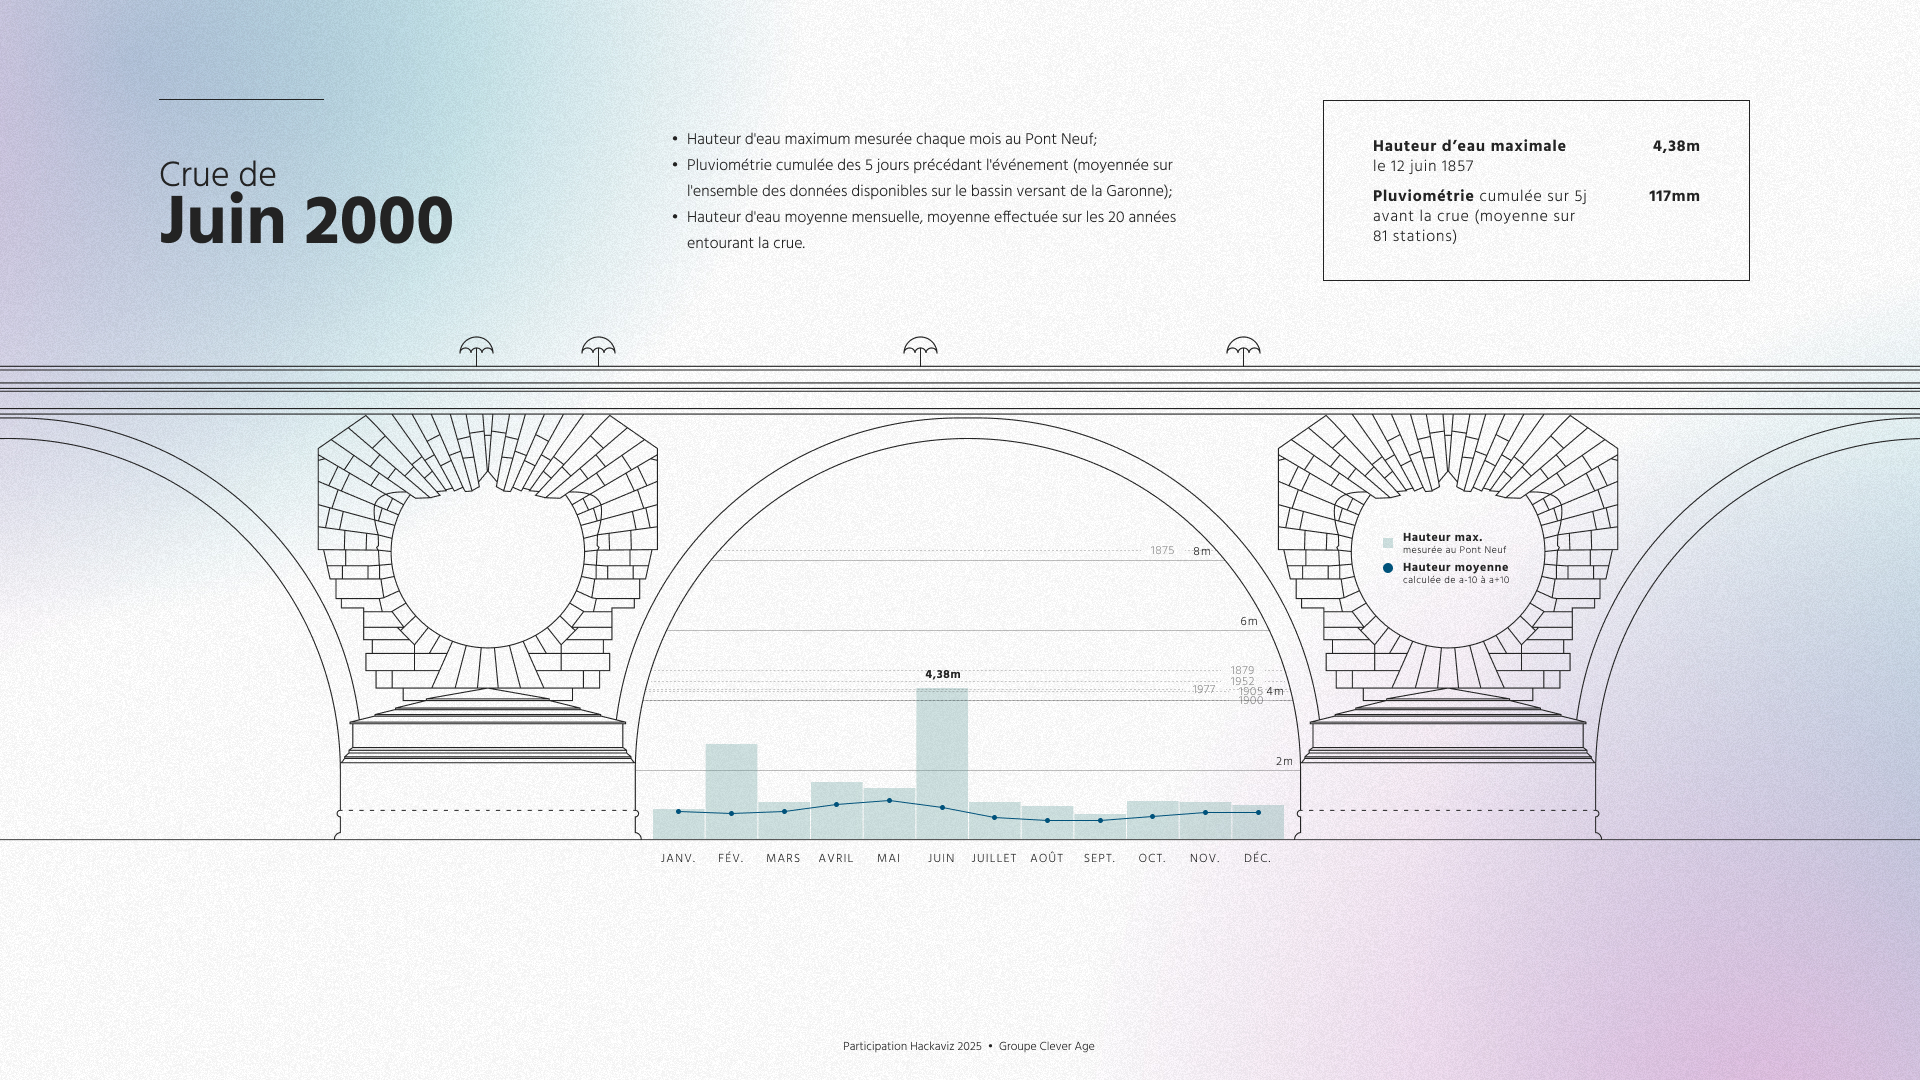 Crue de
Juin 2000
• Hauteur d'eau maximum mesurée chaque mois au Pont Neuf;
• Pluviométrie cumulée des 5 jours précédant l'événement (moyennée sur
l'ensemble des données disponibles sur le bassin versant de la Garonne);
• Hauteur d'eau moyenne mensuelle, moyenne effectuée sur les 20 années
entourant la crue.
Hauteur d’eau maximale 4,38m
le 12 juin 1857
Pluviométrie cumulée sur 5j 117mm
avant la crue (moyenne sur
81 stations)
Hauteur max.
mesurée au Pont Neuf
Hauteur moyenne
calculée de a-10 à a+10
1875 8m
6m
1879
4,38m
1952
1977 1905 4m
1900
2m
JANV. FÉV. MARS AVRIL MAI JUIN JUILLET AOÛT SEPT. OCT. NOV. DÉC.
Participation Hackaviz 2025 • Groupe Clever Age